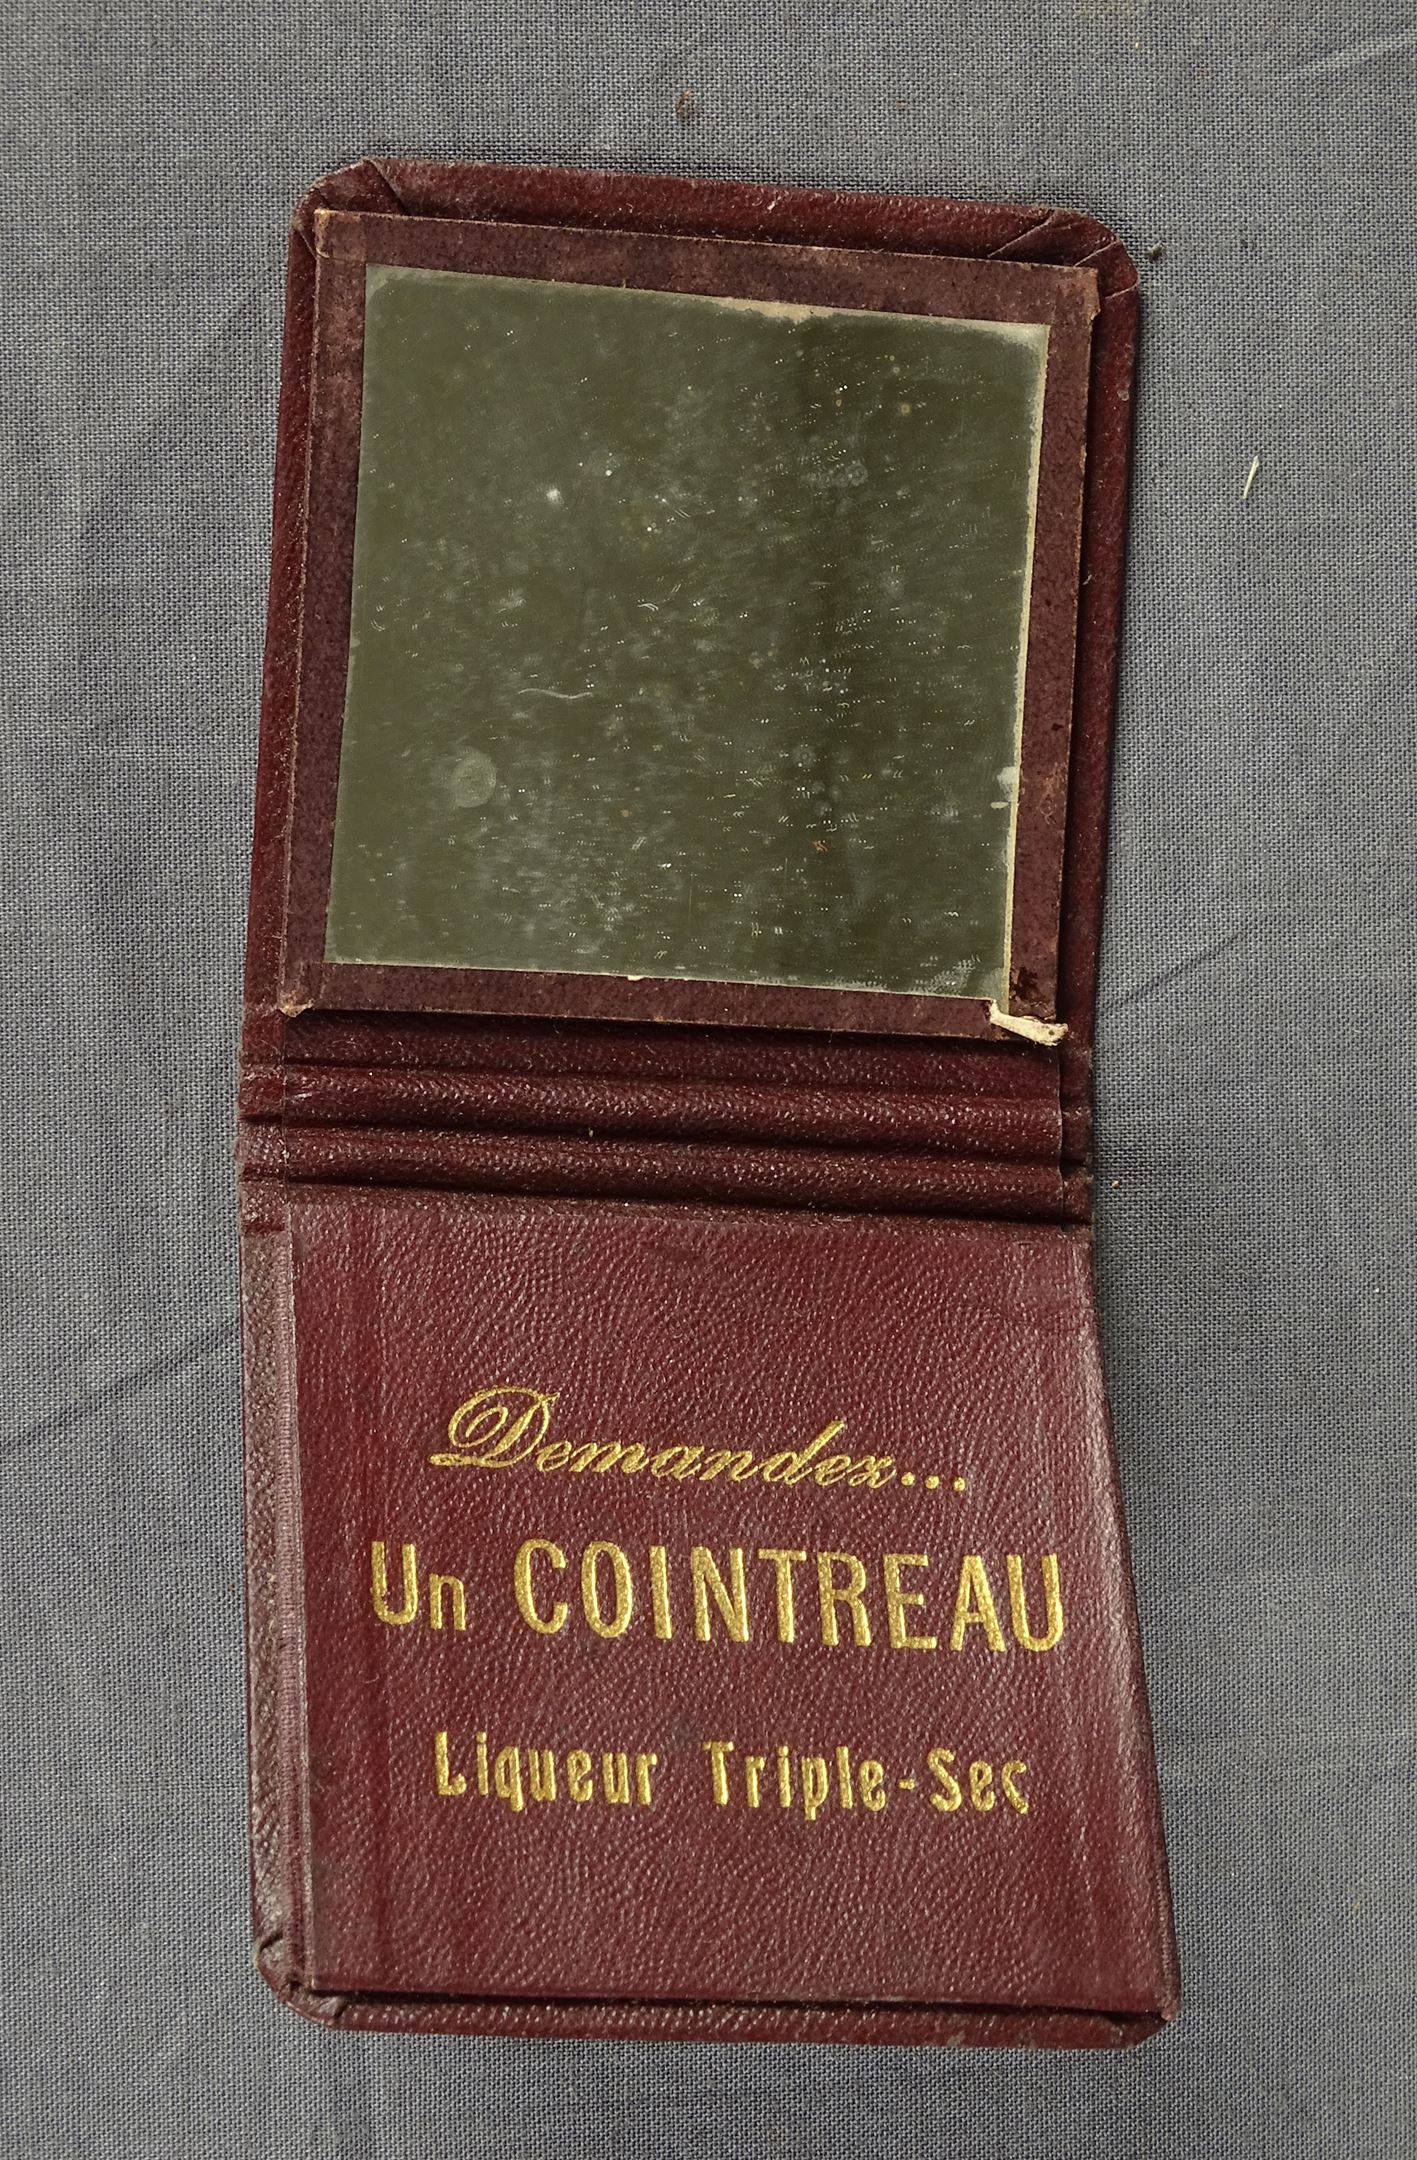 Demandez...
Un COINTREAU
Liqueur Triple-Sec